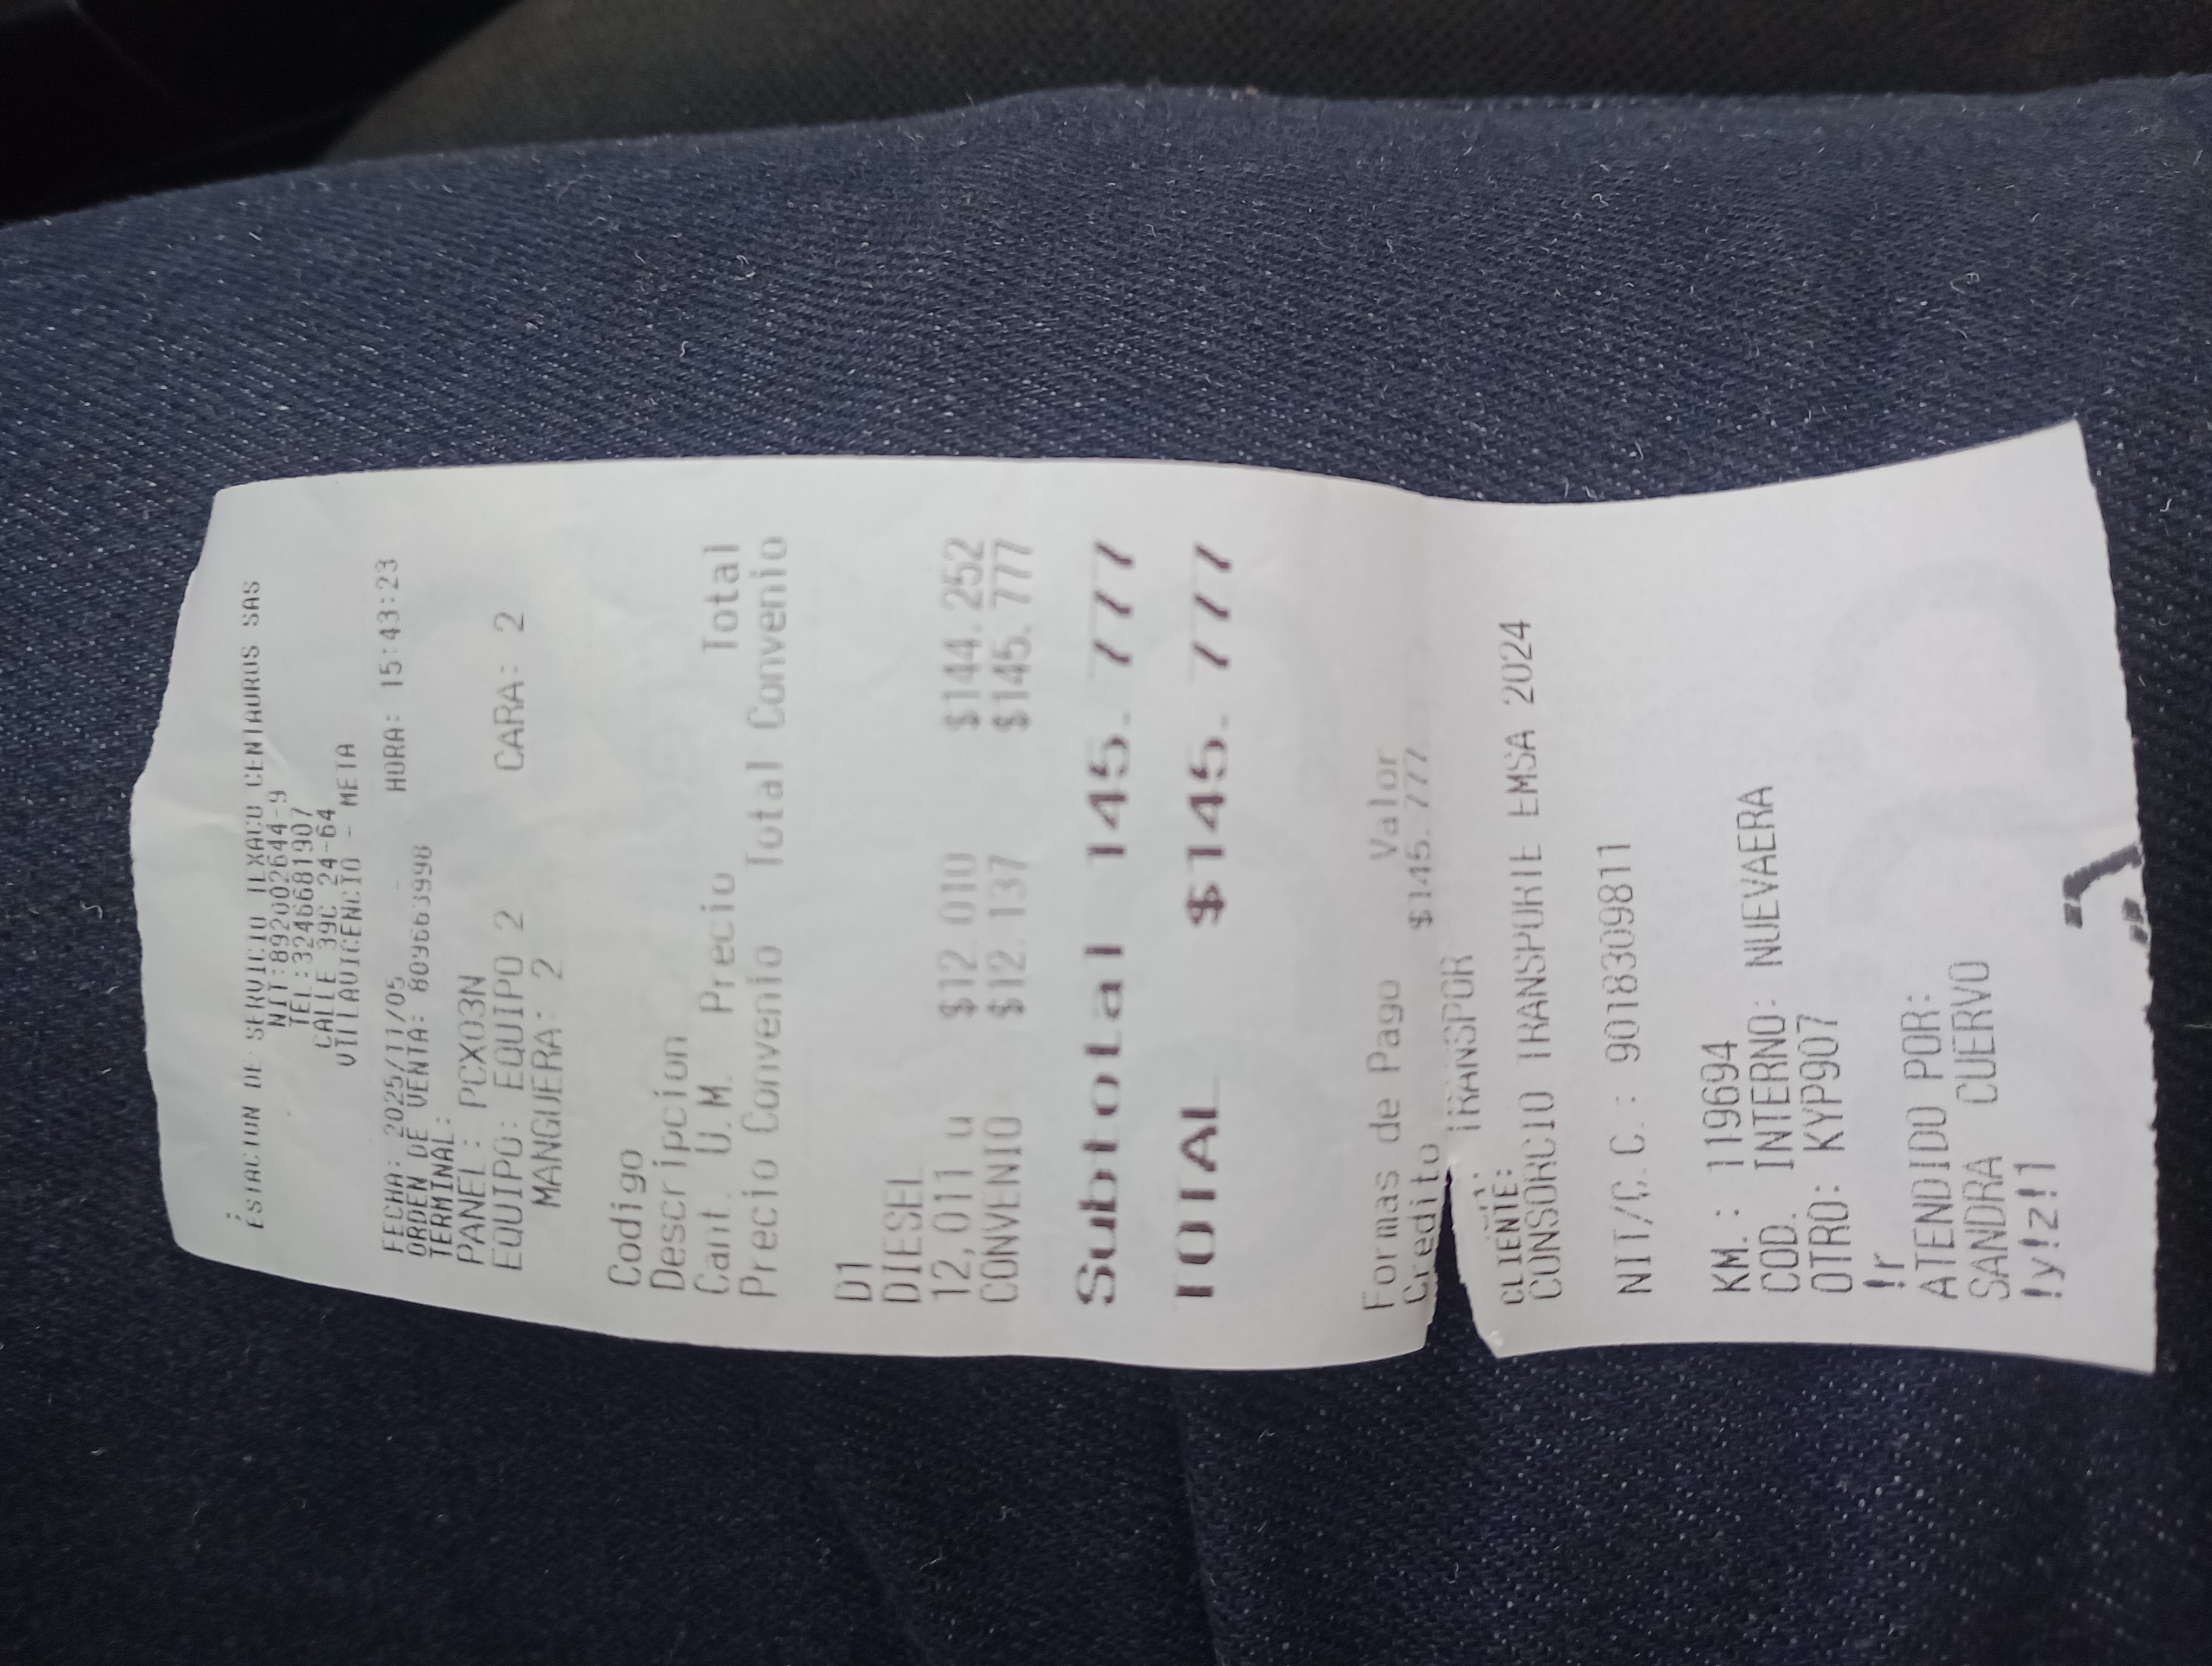 ESTACION DE SERVICIO TEXACO CENTAURUS SAS
NIT:892002644-9
TEL:3246681907
CALLE 39C 24-64
VILLAVICENCIO - META
FECHA: 2025/11/05 HORA: 15:43:23
ORDEN DE VENTA: 8096639998
TERMINAL:
PANEL: PCX03N
EQUIPO: EQUIPO 2 CARA: 2
MANGUERA: 2
Codigo
Descripcion
Cant. U.M. Precio Total
Precio Convenio Total Convenio
D1
DIESEL
12,011 u $12.010 $144.252
CONVENIO $12.137 $145.777
Subtotal 145.777
TOTAL $145.777
Formas de Pago Valor
Credito $145.777
TRANSPOR
CLIENTE:
CONSORCIO TRANSPORTE EMSA 2024
NIT/C.C.: 9018309811
KM.: 119694
COD. INTERNO: NUEVAERA
OTRO: KYP907
!r
ATENDIDO POR:
SANDRA CUERVO
!y!z!1